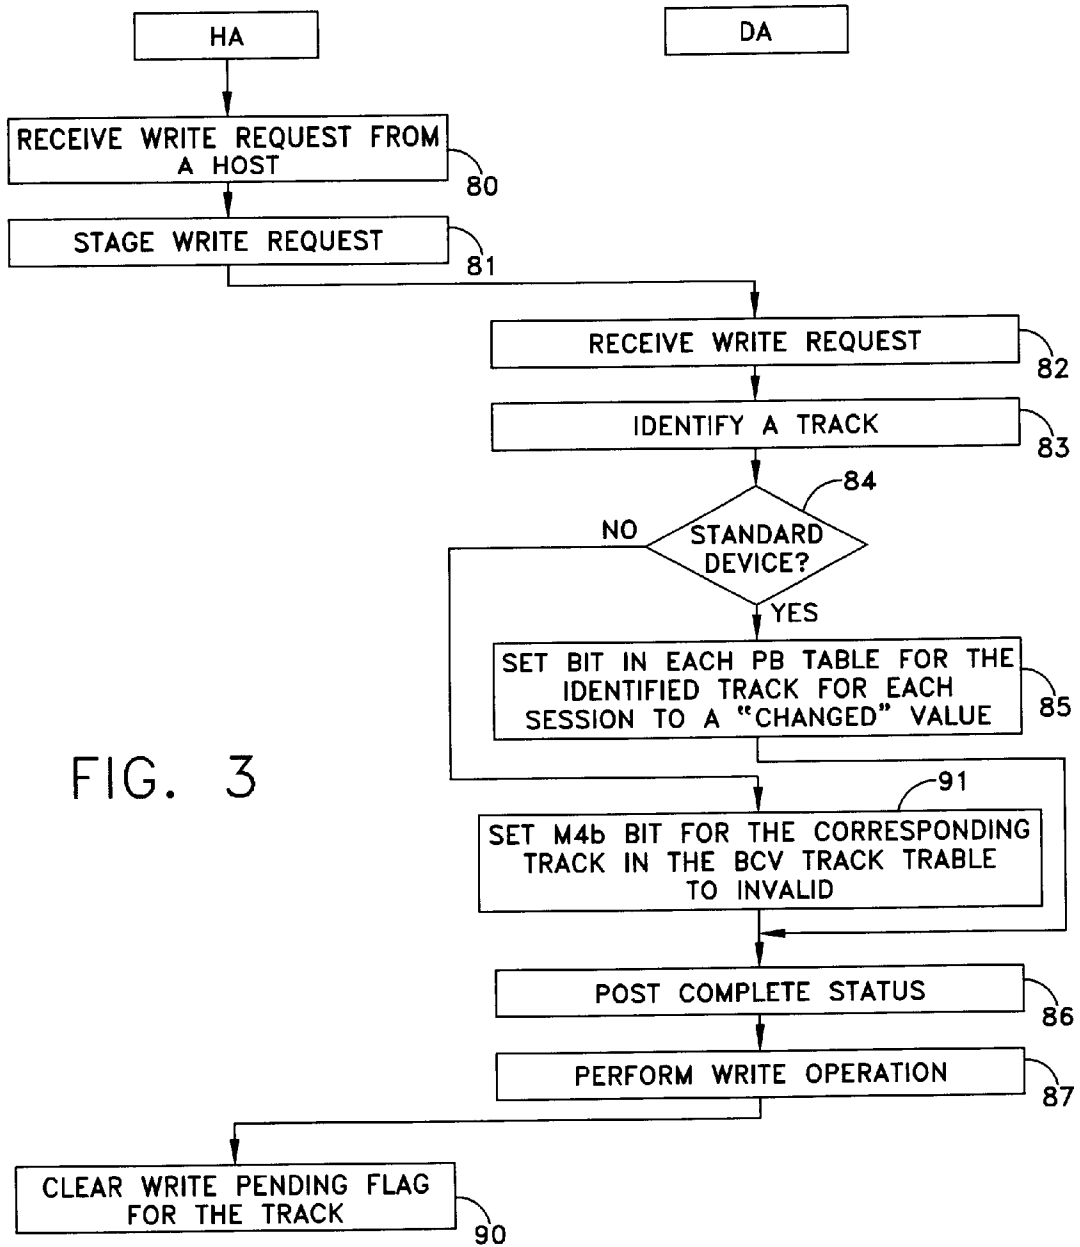 HA
DA
RECEIVE WRITE REQUEST FROM
A HOST
80
STAGE WRITE REQUEST
81
RECEIVE WRITE REQUEST
82
IDENTIFY A TRACK
83
84
NO
STANDARD
DEVICE?
YES
SET BIT IN EACH PB TABLE FOR THE
IDENTIFIED TRACK FOR EACH
SESSION TO A “CHANGED” VALUE
85
FIG. 3
91
SET M4b BIT FOR THE CORRESPONDING
TRACK IN THE BCV TRACK TRABLE
TO INVALID
POST COMPLETE STATUS
86
PERFORM WRITE OPERATION
87
CLEAR WRITE PENDING FLAG
FOR THE TRACK
90